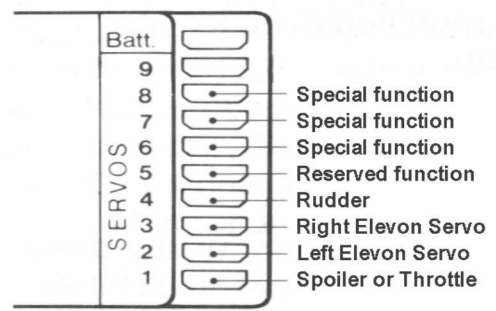 Batt.
9
8 Special function
7 Special function
6 Special function
5 Reserved function
4 Rudder
3 Right Elevon Servo
2 Left Elevon Servo
1 Spoiler or Throttle
SERVOS